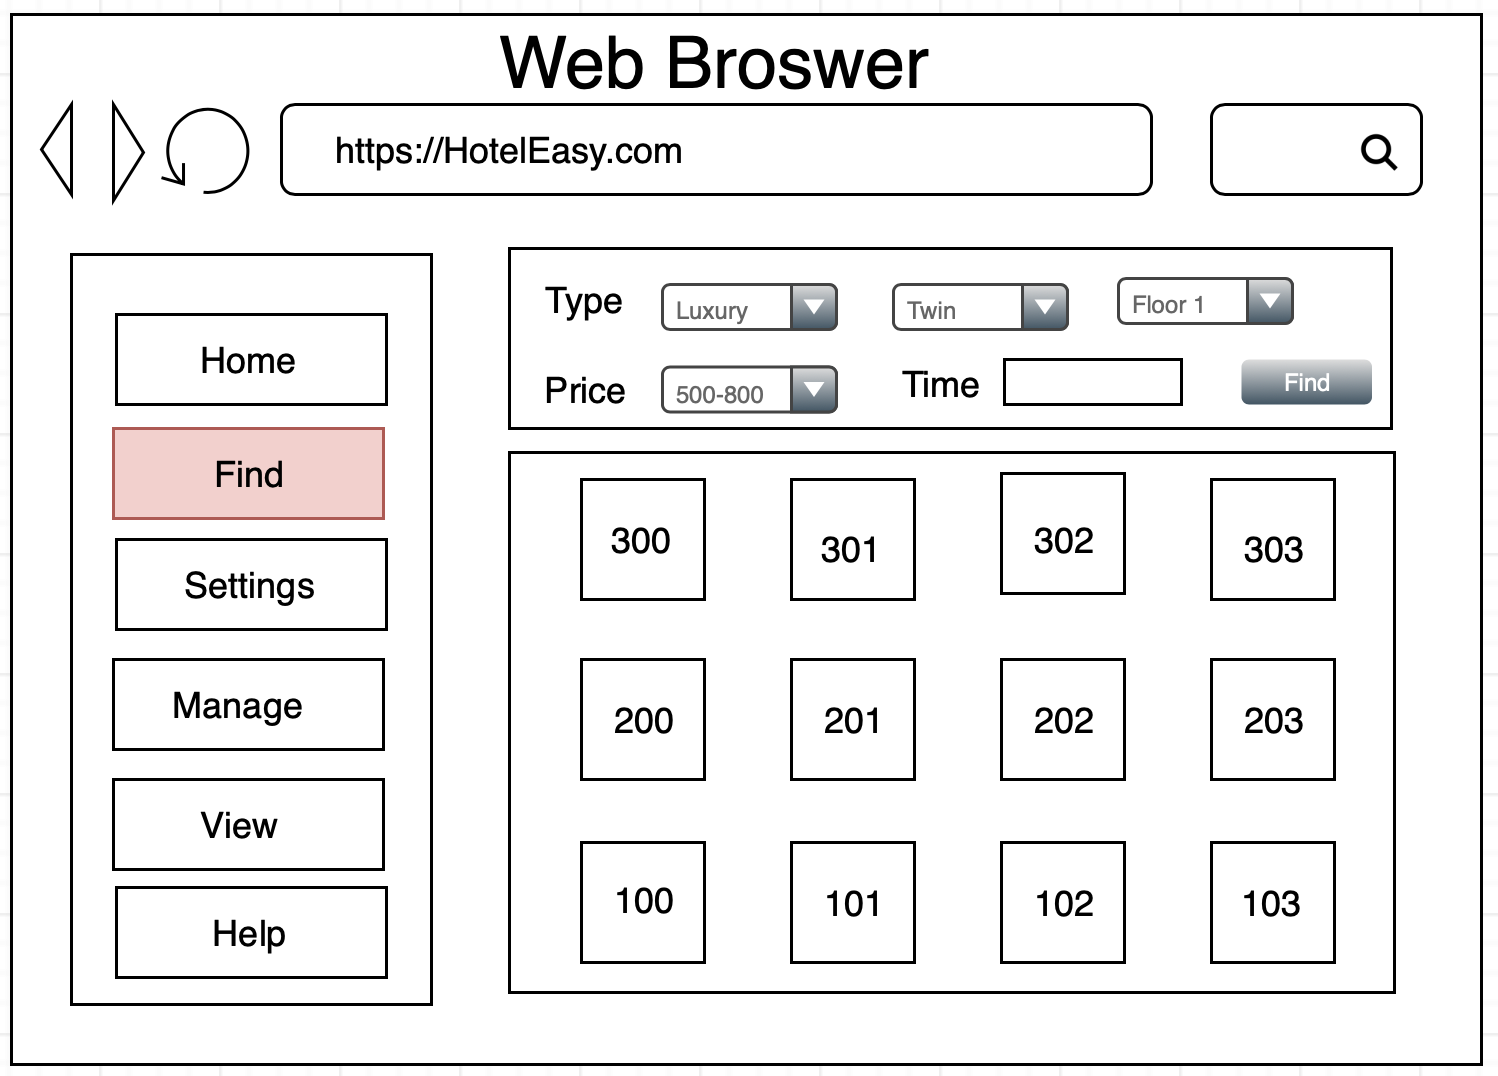 Web Broswer
https://HotelEasy.com
Home
Find
Settings
Manage
View
Help
Type Luxury Twin Floor 1
Price 500-800 Time Find
300 301 302 303
200 201 202 203
100 101 102 103